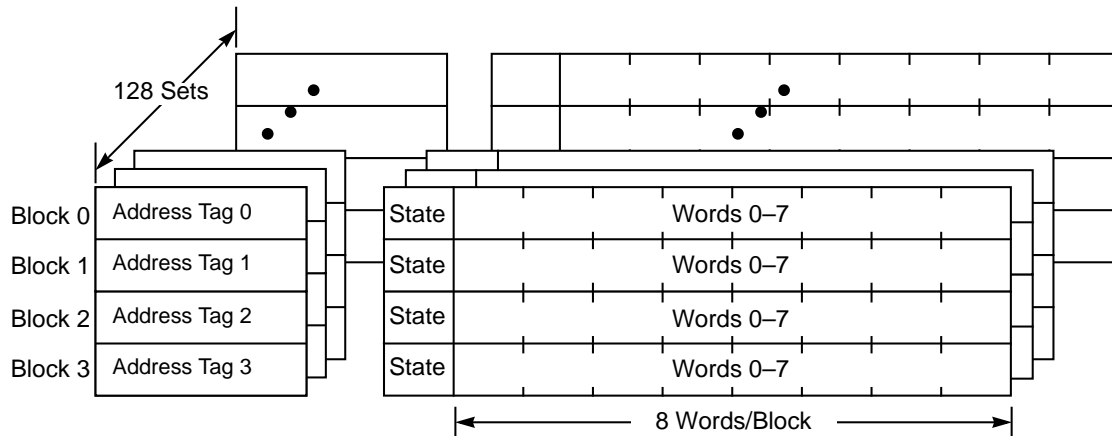 128 Sets
Block 0 Address Tag 0 State Words 0–7
Block 1 Address Tag 1 State Words 0–7
Block 2 Address Tag 2 State Words 0–7
Block 3 Address Tag 3 State Words 0–7
8 Words/Block